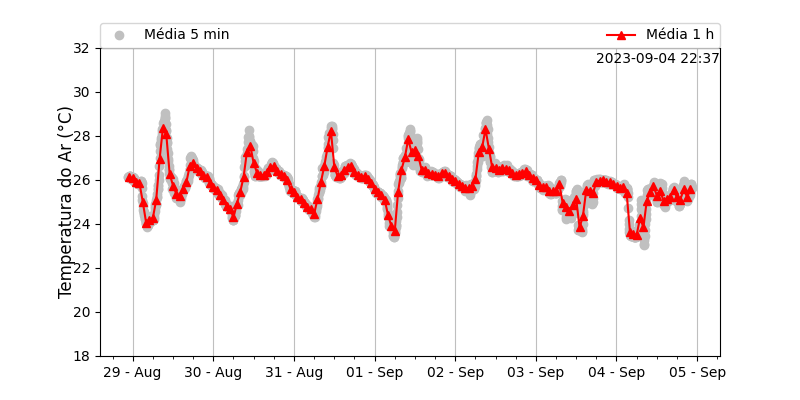 Média 5 min
Média 1 h
2023-09-04 22:37
Temperatura do Ar (°C)
32
30
28
26
24
22
20
18
29 - Aug
30 - Aug
31 - Aug
01 - Sep
02 - Sep
03 - Sep
04 - Sep
05 - Sep